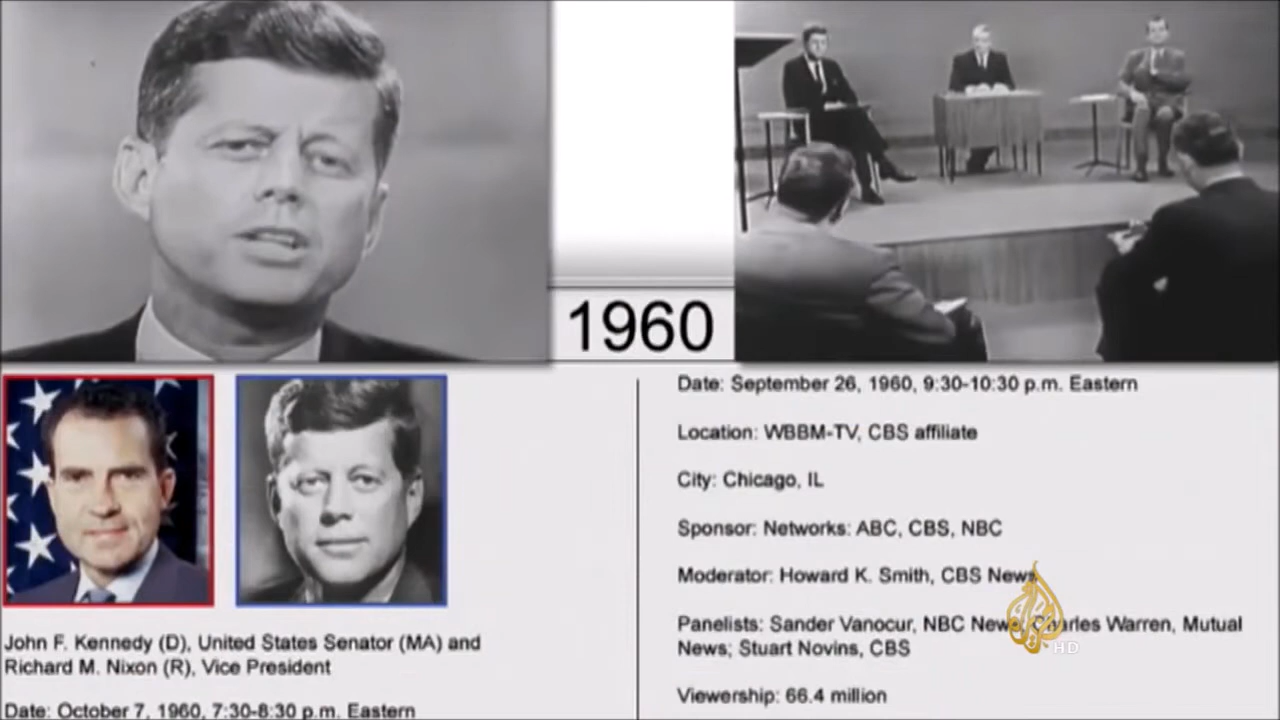 1960
John F. Kennedy (D), United States Senator (MA) and
Richard M. Nixon (R), Vice President
Date: October 7, 1960, 7:30-8:30 p.m. Eastern
Date: September 26, 1960, 9:30-10:30 p.m. Eastern
Location: WBBM-TV, CBS affiliate
City: Chicago, IL
Sponsor: Networks: ABC, CBS, NBC
Moderator: Howard K. Smith, CBS News
Panelists: Sander Vanocur, NBC News, Charles Warren, Mutual
News; Stuart Novins, CBS
Viewership: 66.4 million
HD